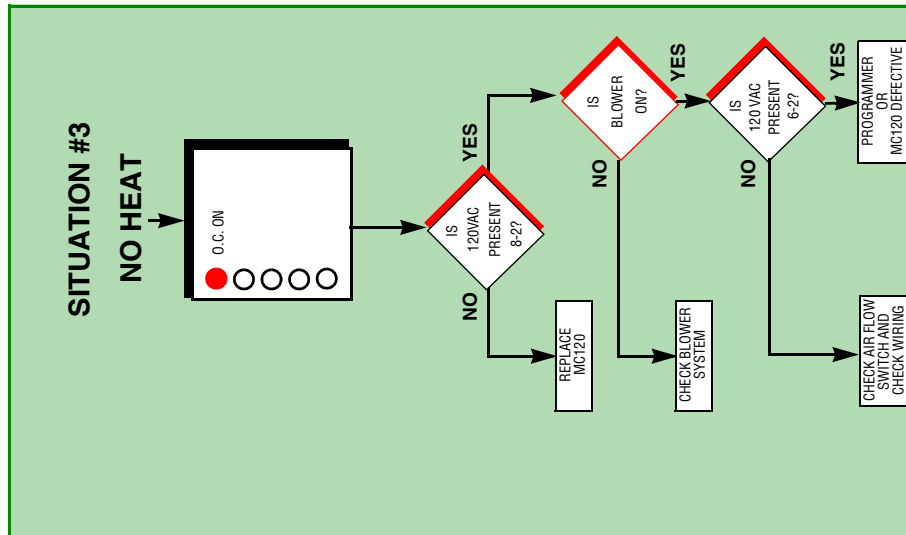 SITUATION #3
NO HEAT
O.C. ON
IS
120VAC
PRESENT
8-2?
YES
NO
REPLACE
MC120
IS
BLOWER
ON?
YES
NO
CHECK BLOWER
SYSTEM
IS
120 VAC
PRESENT
6-2?
YES
NO
PROGRAMMER
OR
MC120 DEFECTIVE
CHECK AIR FLOW
SWITCH AND
CHECK WIRING